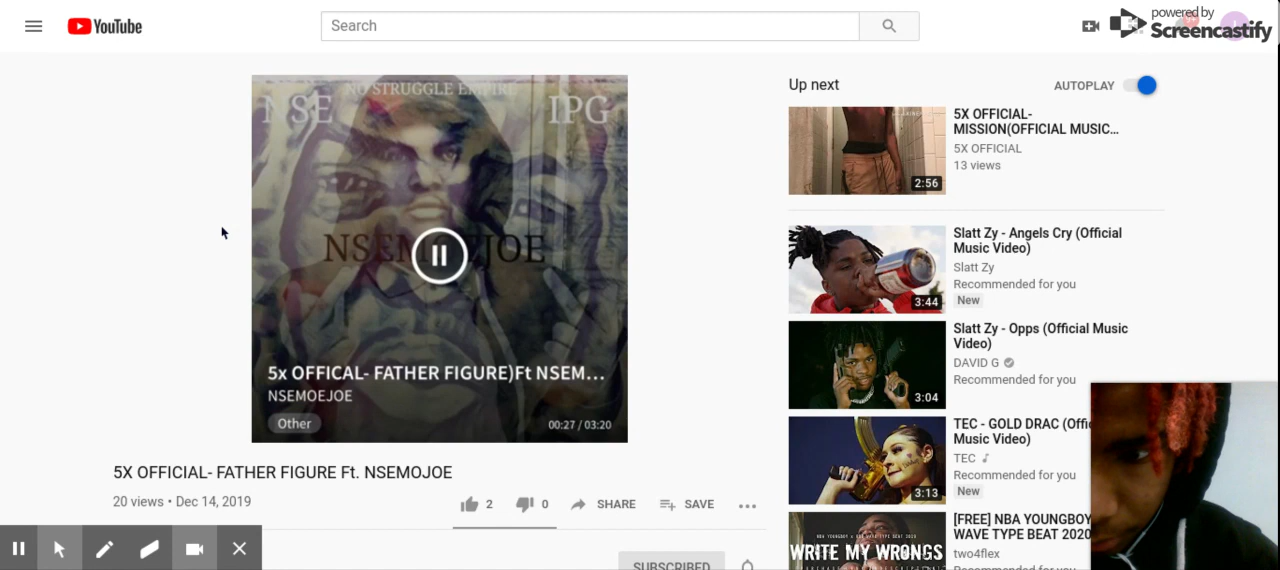 YouTube
Search
powered by
Screencastify
NO STRUGGLE EMPIRE
NSE
IPG
5x OFFICAL- FATHER FIGURE)Ft NSEM...
NSEMOEJOE
Other
00:27 / 03:20
5X OFFICIAL- FATHER FIGURE Ft. NSEMOJOE
20 views • Dec 14, 2019
2
0
SHARE
SAVE
SUBSCRIBED
Up next
AUTOPLAY
5X OFFICIAL-
MISSION(OFFICIAL MUSIC...
5X OFFICIAL
13 views
2:56
Slatt Zy - Angels Cry (Official
Music Video)
Slatt Zy
Recommended for you
New
3:44
Slatt Zy - Opps (Official Music
Video)
DAVID G
Recommended for you
3:04
TEC - GOLD DRAC (Offic
Music Video)
TEC
Recommended for you
New
3:13
[FREE] NBA YOUNGBOY
WAVE TYPE BEAT 2020
two4flex
Recommended for you
WRITE MY WRONGS